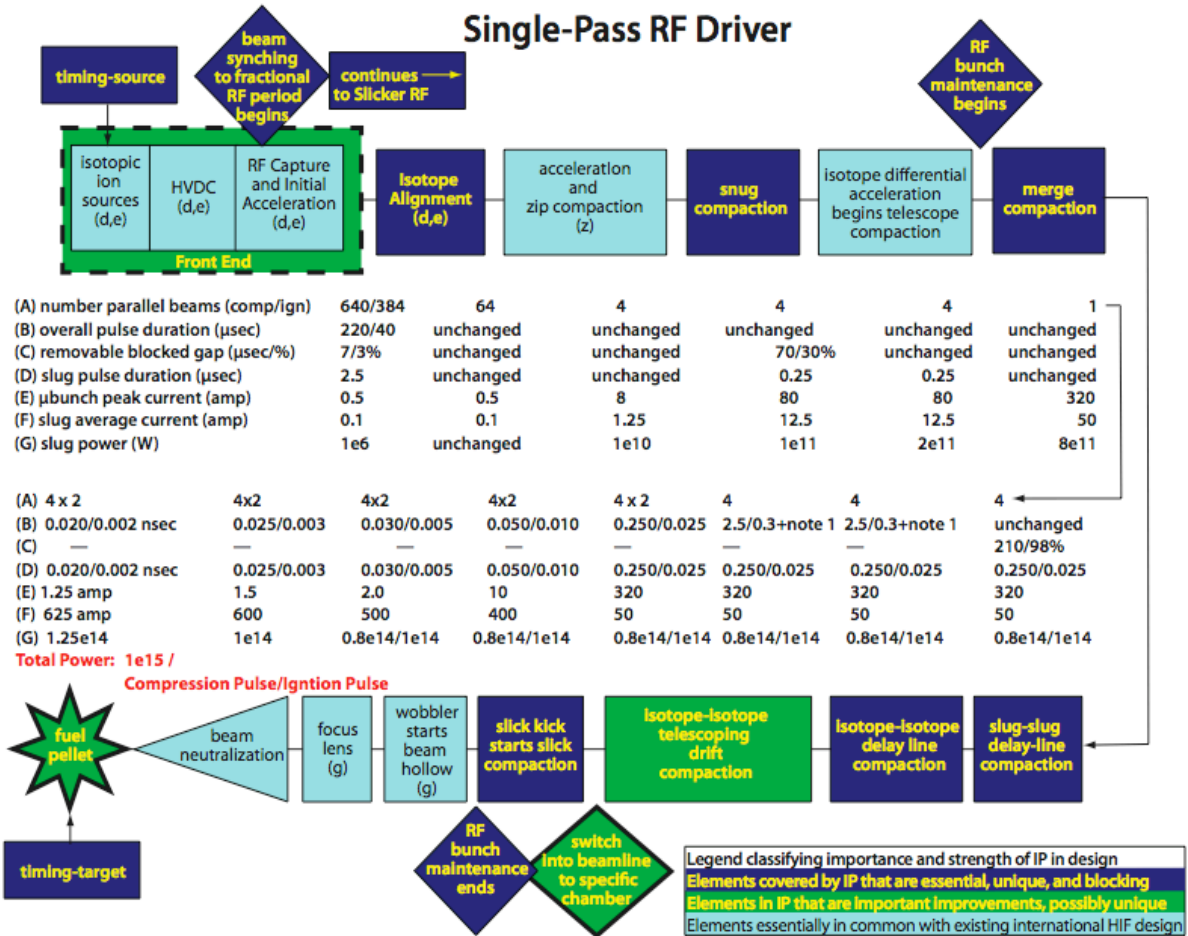 Single-Pass RF Driver
timing-source
beam
synching
to fractional
RF period
begins
continues
to Slicker RF
RF
bunch
maintenance
begins
isotopic
ion
sources
(d,e)
HVDC
(d,e)
RF Capture
and Initial
Acceleration
(d,e)
Front End
Isotope
Alignment
(d,e)
acceleration
and
zip compaction
(z)
snug
compaction
isotope differential
acceleration
begins telescope
compaction
merge
compaction
(A) number parallel beams (comp/ign) 640/384 64 4 4 4 1
(B) overall pulse duration (μsec) 220/40 unchanged unchanged unchanged unchanged unchanged
(C) removable blocked gap (μsec/%) 7/3% unchanged unchanged 70/30% unchanged unchanged
(D) slug pulse duration (μsec) 2.5 unchanged unchanged 0.25 0.25 unchanged
(E) μbunch peak current (amp) 0.5 0.5 8 80 80 320
(F) slug average current (amp) 0.1 0.1 1.25 12.5 12.5 50
(G) slug power (W) 1e6 unchanged 1e10 1e11 2e11 8e11
(A) 4 x 2 4x2 4x2 4x2 4 x 2 4 4 4
(B) 0.020/0.002 nsec 0.025/0.003 0.030/0.005 0.050/0.010 0.250/0.025 2.5/0.3+note 1 2.5/0.3+note 1 unchanged
(C) — — — — — — — 210/98%
(D) 0.020/0.002 nsec 0.025/0.003 0.030/0.005 0.050/0.010 0.250/0.025 0.250/0.025 0.250/0.025 0.250/0.025
(E) 1.25 amp 1.5 2.0 10 320 320 320 320
(F) 625 amp 600 500 400 50 50 50 50
(G) 1.25e14 1e14 0.8e14/1e14 0.8e14/1e14 0.8e14/1e14 0.8e14/1e14 0.8e14/1e14 0.8e14/1e14
Total Power: 1e15 /
Compression Pulse/Igntion Pulse
fuel
pellet
beam
neutralization
focus
lens
(g)
wobbler
starts
beam
hollow
(g)
slick kick
starts slick
compaction
isotope-isotope
telescoping
drift
compaction
isotope-isotope
delay line
compaction
slug-slug
delay-line
compaction
timing-target
RF
bunch
maintenance
ends
switch
into beamline
to specific
chamber
Legend classifying importance and strength of IP in design
Elements covered by IP that are essential, unique, and blocking
Elements in IP that are important improvements, possibly unique
Elements essentially in common with existing international HIF design